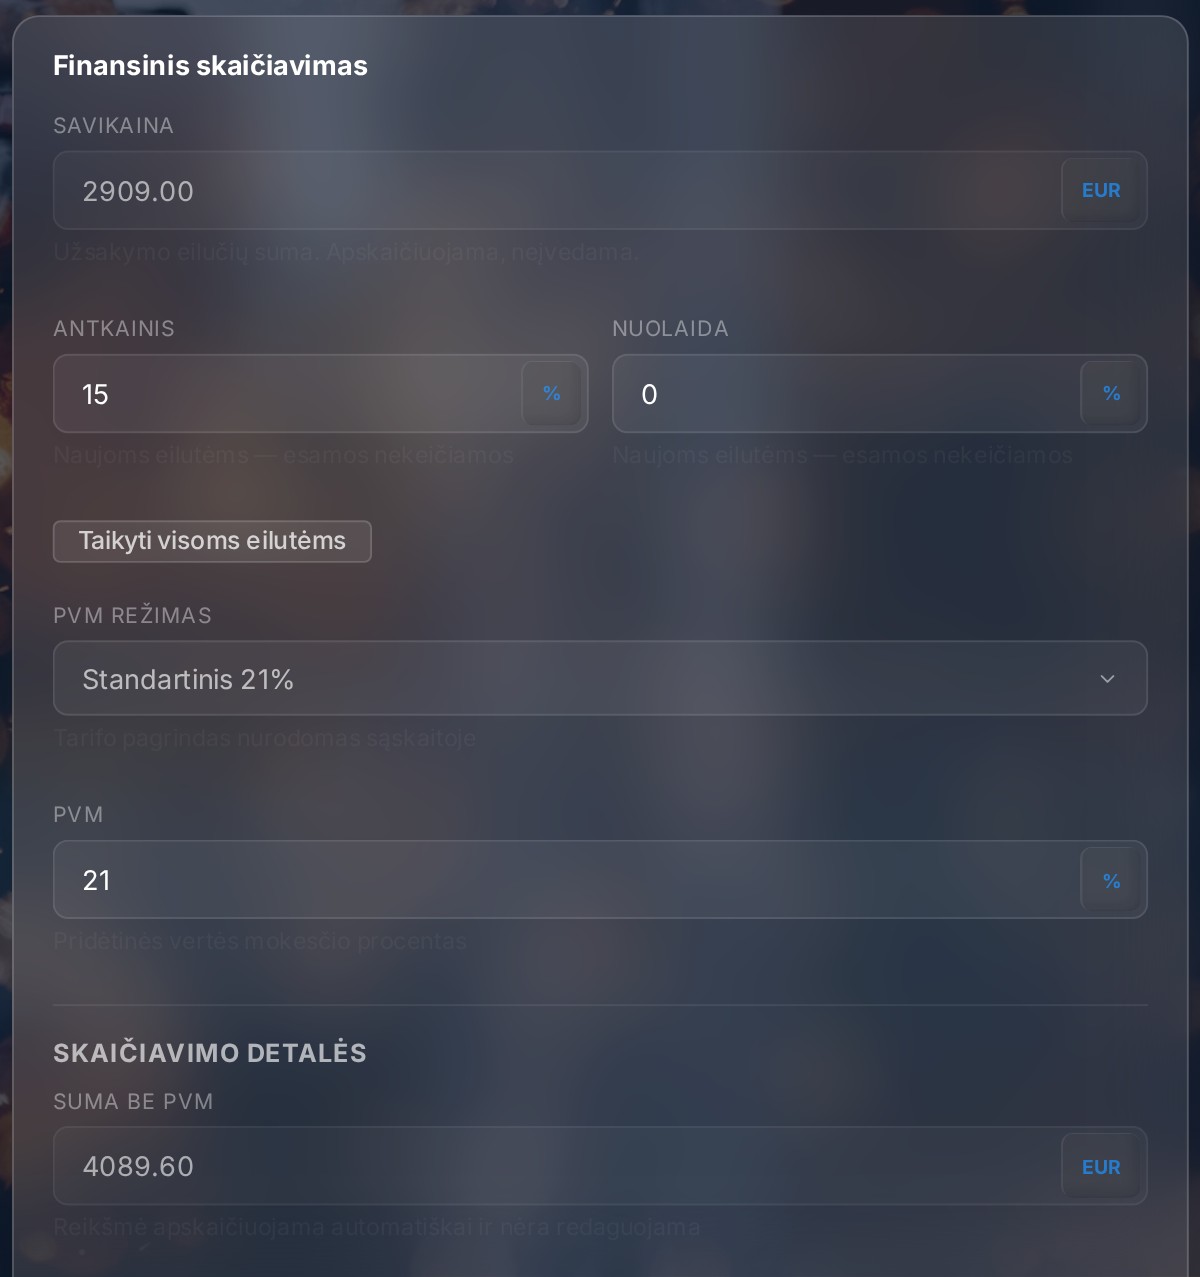 Finansinis skaičiavimas
SAVIKAINA
2909.00 EUR
Užsakymo eilučių suma. Apskaičiuojama, neįvedama.
ANTKAINIS NUOLAIDA
15 % 0 %
Naujoms eilutėms — esamos nekeičiamos Naujoms eilutėms — esamos nekeičiamos
Taikyti visoms eilutėms
PVM REŽIMAS
Standartinis 21%
Tarifo pagrindas nurodomas sąskaitoje
PVM
21 %
Pridėtinės vertės mokesčio procentas
SKAIČIAVIMO DETALĖS
SUMA BE PVM
4089.60 EUR
Reikšmė apskaičiuojama automatiškai ir nėra redaguojama